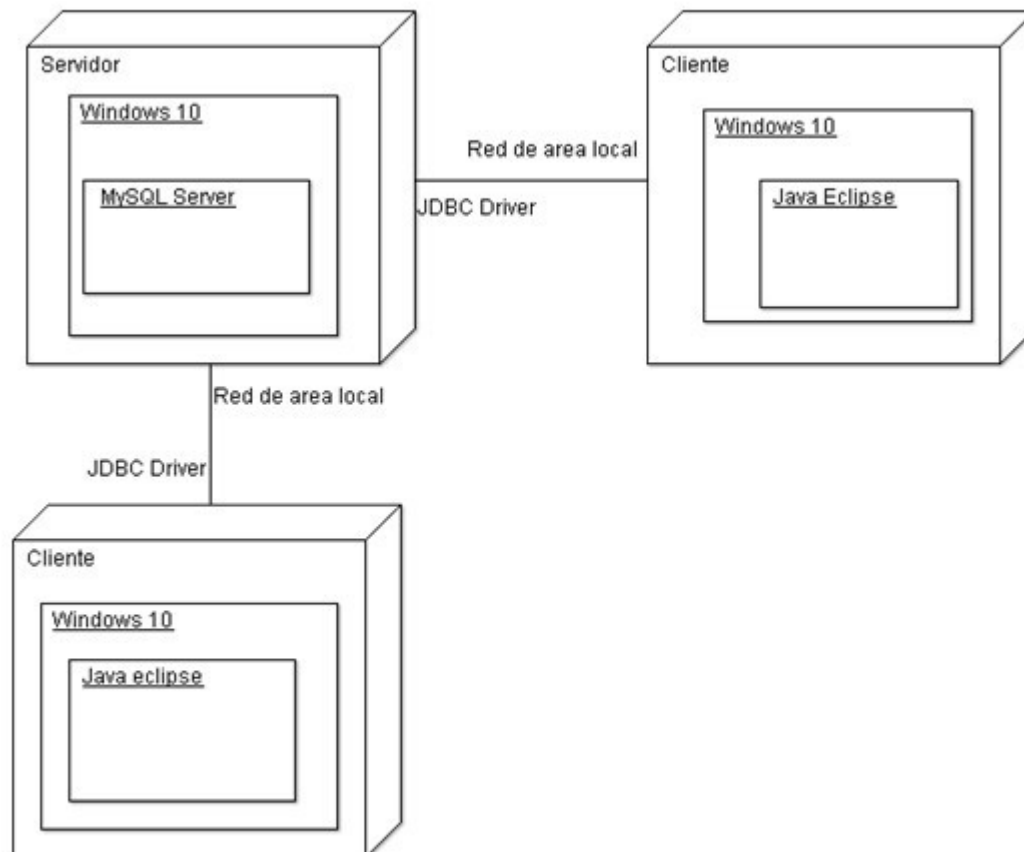 Servidor
Windows 10
MySQL Server
Red de area local
JDBC Driver
Cliente
Windows 10
Java Eclipse
Red de area local
JDBC Driver
Cliente
Windows 10
Java eclipse